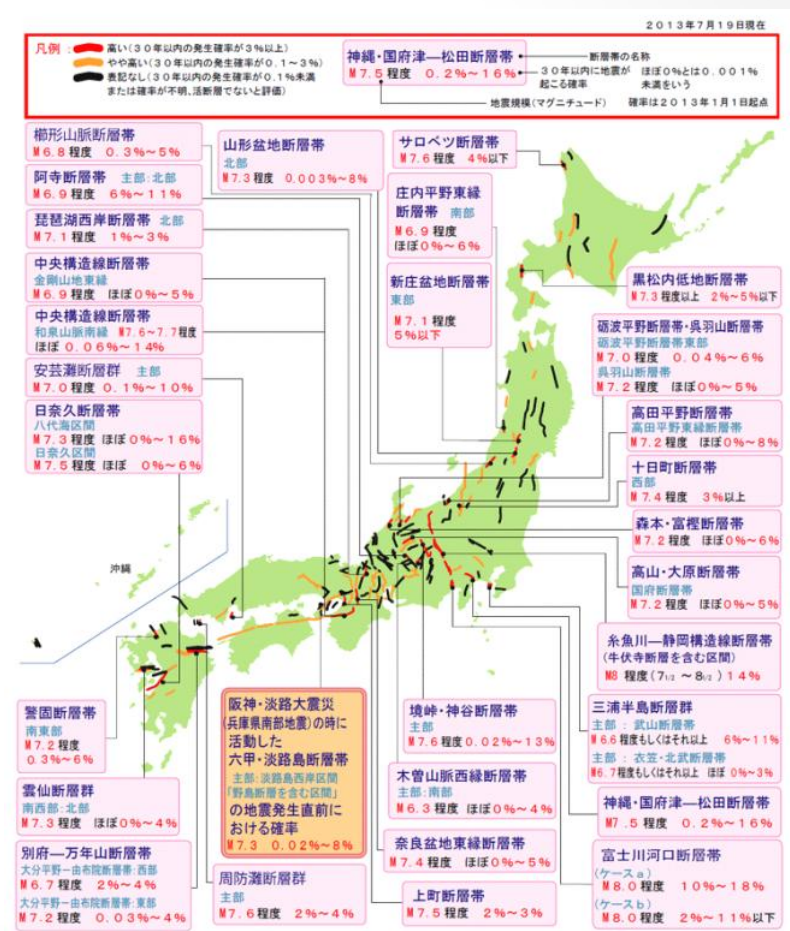 2013年7月19日現在
凡例：
高い(30年以内の発生確率が3%以上)
やや高い(30年以内の発生確率が0.1〜3%)
表記なし(30年以内の発生確率が0.1%未満
または確率が不明、活断層でないと評価)
神縄・国府津―松田断層帯
M7.5 程度 0.2%〜16%
断層帯の名称
30年以内に地震が
起こる確率
ほぼ0%とは0.001%
未満をいう
地震規模(マグニチュード)
確率は2013年1月1日起点
櫛形山脈断層帯
M6.8 程度 0.3%〜5%
阿寺断層帯 主部:北部
M6.9 程度 6%〜11%
琵琶湖西岸断層帯 北部
M7.1 程度 1%〜3%
中央構造線断層帯
金剛山地東縁
M6.9 程度 ほぼ0%〜5%
中央構造線断層帯
和泉山脈南縁 M7.6〜7.7程度
ほぼ 0.06%〜14%
安芸灘断層群 主部
M7.0 程度 0.1%〜10%
日奈久断層帯
八代海区間
M7.3 程度 ほぼ0%〜16%
日奈久区間
M7.5 程度 ほぼ 0%〜6%
山形盆地断層帯
北部
M7.3 程度 0.003%〜8%
サロベツ断層帯
M7.6 程度 4%以下
庄内平野東縁
断層帯 南部
M6.9 程度
ほぼ0%〜6%
新庄盆地断層帯
東部
M7.1 程度
5%以下
黒松内低地断層帯
M7.3 程度以上 2%〜5%以下
砺波平野断層帯・呉羽山断層帯
砺波平野断層帯東部
M7.0 程度 0.04%〜6%
呉羽山断層帯
M7.2 程度 ほぼ0%〜5%
高田平野断層帯
高田平野東縁断層帯
M7.2 程度 ほぼ0%〜8%
十日町断層帯
西部
M7.4 程度 3%以上
森本・富樫断層帯
M7.2 程度 ほぼ0%〜6%
高山・大原断層帯
国府断層帯
M7.2 程度 ほぼ0%〜5%
糸魚川―静岡構造線断層帯
(牛伏寺断層を含む区間)
M8 程度(7 1/2 〜8 1/2) 14%
三浦半島断層群
主部 : 武山断層帯
M6.6程度もしくはそれ以上 6%〜11%
主部 : 衣笠・北武断層帯
M6.7程度もしくはそれ以上 ほぼ 0%〜3%
神縄・国府津―松田断層帯
M7.5 程度 0.2%〜16%
富士川河口断層帯
(ケースa)
M8.0 程度 10%〜18%
(ケースb)
M8.0 程度 2%〜11%以下
沖縄
警固断層帯
南東部
M7.2 程度
0.3%〜6%
雲仙断層群
南西部:北部
M7.3 程度 ほぼ0%〜4%
別府―万年山断層帯
大分平野―由布院断層帯:西部
M6.7 程度 2%〜4%
大分平野―由布院断層帯:東部
M7.2 程度 0.03%〜4%
阪神・淡路大震災
(兵庫県南部地震)の時に
活動した
六甲・淡路島断層帯
主部:淡路島西岸区間
「野島断層を含む区間」
の地震発生直前に
おける確率
M7.3 0.02%〜8%
周防灘断層群
主部
M7.6 程度 2%〜4%
境峠・神谷断層帯
主部
M7.6 程度 0.02%〜13%
木曽山脈西縁断層帯
主部:南部
M6.3 程度 ほぼ0%〜4%
奈良盆地東縁断層帯
M7.4 程度 ほぼ0%〜5%
上町断層帯
M7.5 程度 2%〜3%